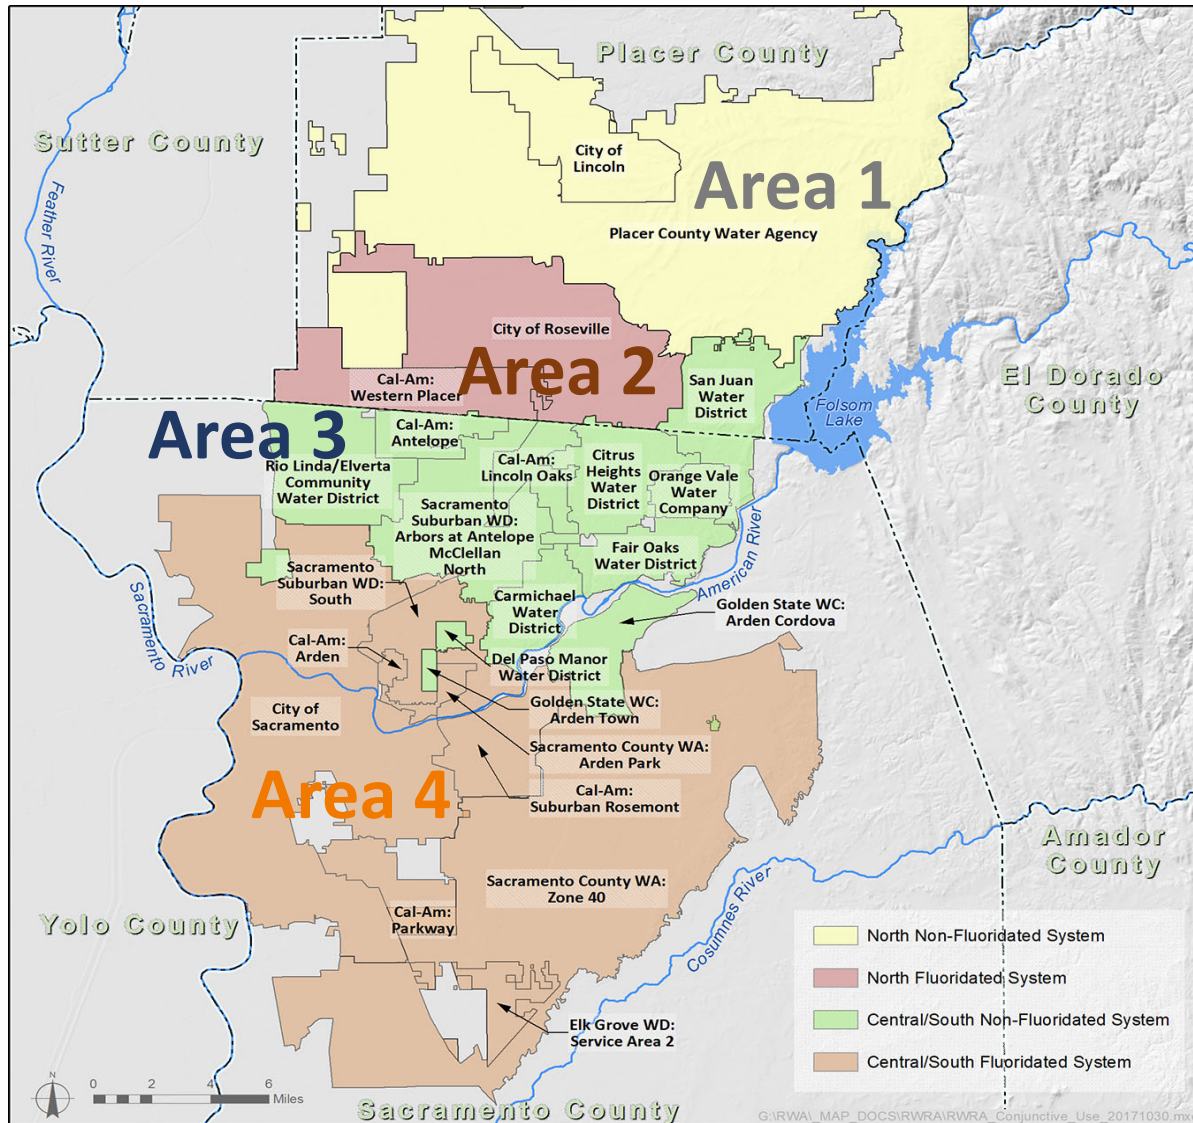 Placer County
Sutter County
City of
Lincoln
Area 1
Feather River
Placer County Water Agency
City of Roseville
Area 2
Cal-Am:
Western Placer
San Juan
Water
District
El Dorado
County
Folsom
Lake
Area 3
Cal-Am:
Antelope
Rio Linda/Elverta
Community
Water District
Cal-Am:
Lincoln Oaks
Citrus
Heights
Water
District
Orange Vale
Water
Company
Sacramento
Suburban WD:
Arbors at Antelope
McClellan
North
Fair Oaks
Water District
American River
Sacramento
Suburban WD:
South
Carmichael
Water
District
Golden State WC:
Arden Cordova
Sacramento River
Cal-Am:
Arden
Del Paso Manor
Water District
City of
Sacramento
Golden State WC:
Arden Town
Sacramento County WA:
Arden Park
Area 4
Cal-Am:
Suburban Rosemont
Amador
County
Sacramento County WA:
Zone 40
Cosumnes River
Yolo County
Cal-Am:
Parkway
North Non-Fluoridated System
North Fluoridated System
Central/South Non-Fluoridated System
Central/South Fluoridated System
Elk Grove WD:
Service Area 2
N
0 2 4 6
Miles
Sacramento County
G:\RWA\_MAP_DOCS\RWRA\RWRA_Conjunctive_Use_20171030.mx